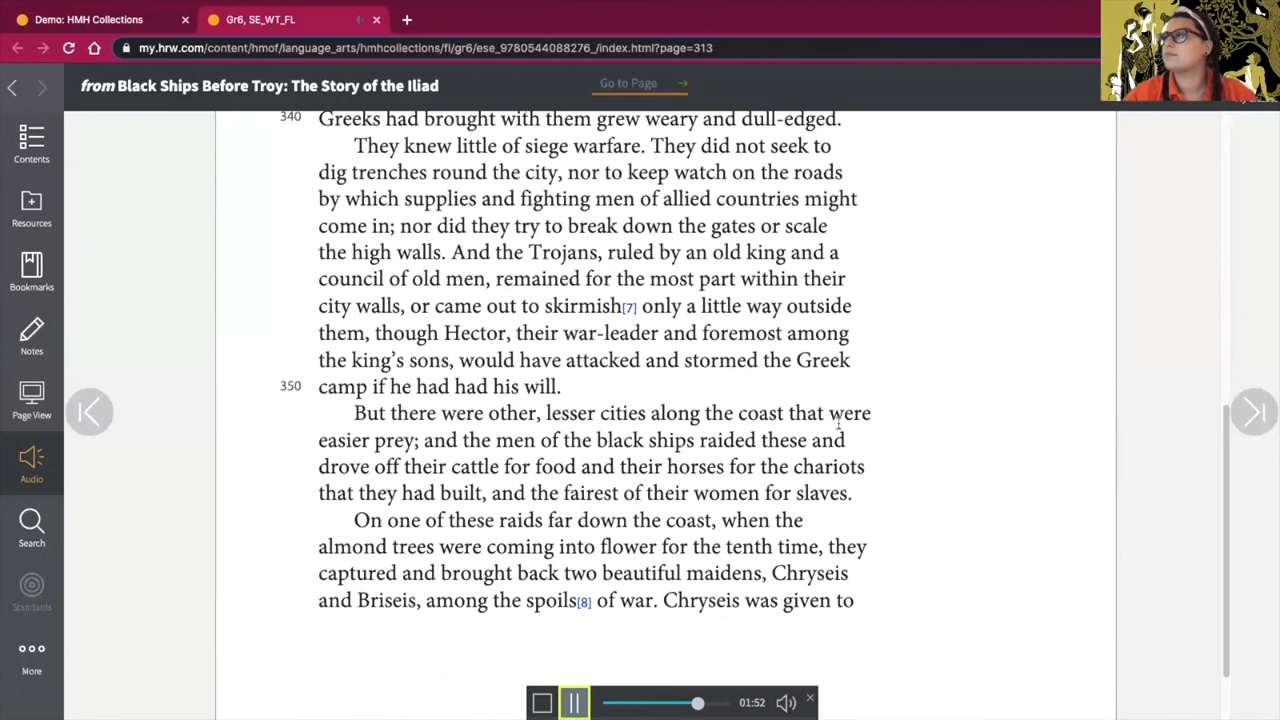 Demo: HMH Collections
Gr6, SE_WT_FL
my.hrw.com/content/hmof/language_arts/hmhcollections/fl/gr6/ese_9780544088276_/index.html?page=313
from Black Ships Before Troy: The Story of the Iliad
Go to Page
Contents
Resources
Bookmarks
Notes
Page View
Audio
Search
Standards
More
340 Greeks had brought with them grew weary and dull-edged.
They knew little of siege warfare. They did not seek to
dig trenches round the city, nor to keep watch on the roads
by which supplies and fighting men of allied countries might
come in; nor did they try to break down the gates or scale
the high walls. And the Trojans, ruled by an old king and a
council of old men, remained for the most part within their
city walls, or came out to skirmish[7] only a little way outside
them, though Hector, their war-leader and foremost among
the king’s sons, would have attacked and stormed the Greek
350 camp if he had had his will.
But there were other, lesser cities along the coast that were
easier prey; and the men of the black ships raided these and
drove off their cattle for food and their horses for the chariots
that they had built, and the fairest of their women for slaves.
On one of these raids far down the coast, when the
almond trees were coming into flower for the tenth time, they
captured and brought back two beautiful maidens, Chryseis
and Briseis, among the spoils[8] of war. Chryseis was given to
01:52